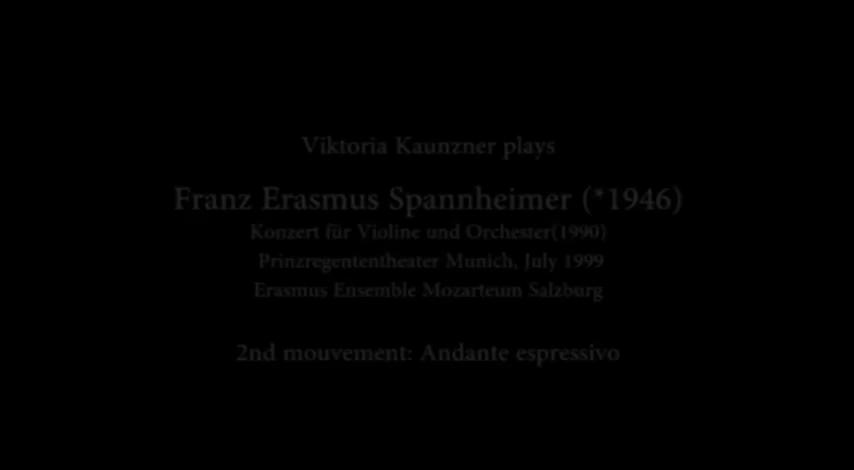 Viktoria Kaunzner plays
Franz Erasmus Spannheimer (*1946)
Konzert für Violine und Orchester(1990)
Prinzregententheater Munich, July 1999
Erasmus Ensemble Mozarteum Salzburg
2nd mouvement: Andante espressivo